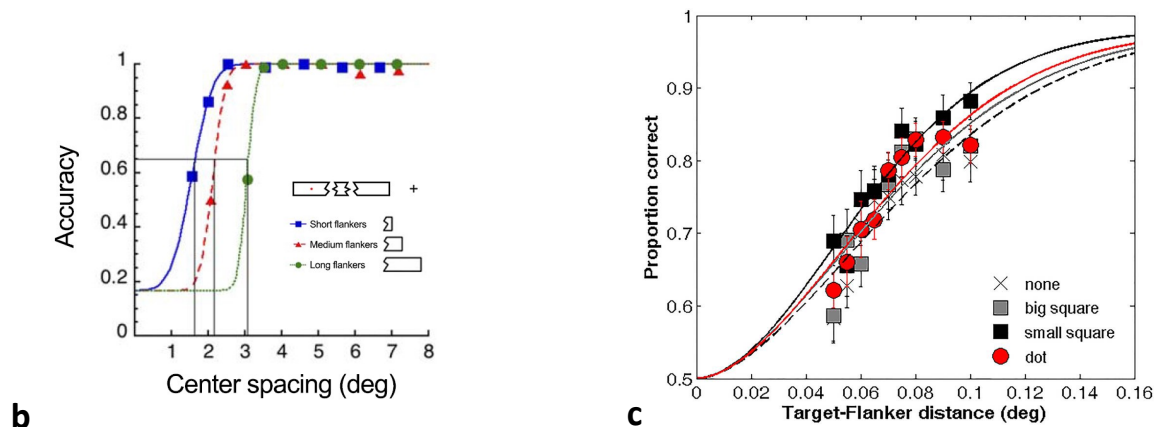 1
0.8
0.6
0.4
0.2
0
1 2 3 4 5 6 7 8
Accuracy
Center spacing (deg)
+
Short flankers
Medium flankers
Long flankers
b
1
0.9
0.8
0.7
0.6
0.5
0 0.02 0.04 0.06 0.08 0.10 0.12 0.14 0.16
Proportion correct
Target-Flanker distance (deg)
none
big square
small square
dot
c